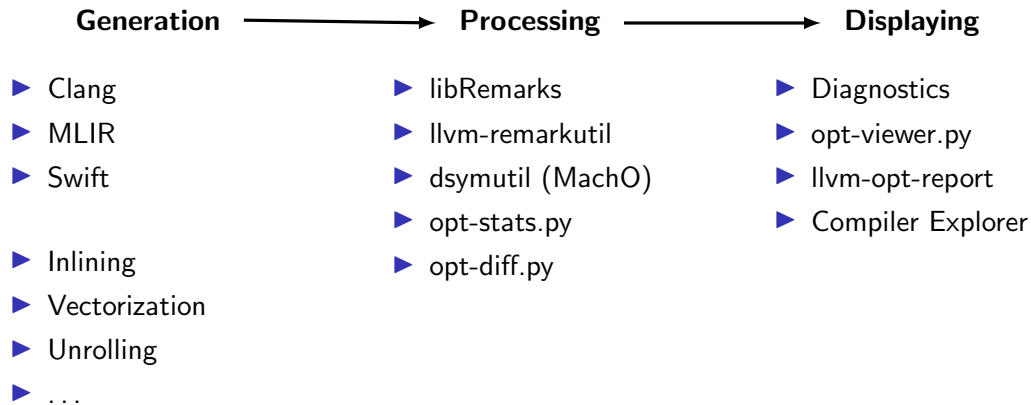 Generation
Processing
Displaying
Clang
MLIR
Swift
Inlining
Vectorization
Unrolling
...
libRemarks
llvm-remarkutil
dsymutil (MachO)
opt-stats.py
opt-diff.py
Diagnostics
opt-viewer.py
llvm-opt-report
Compiler Explorer